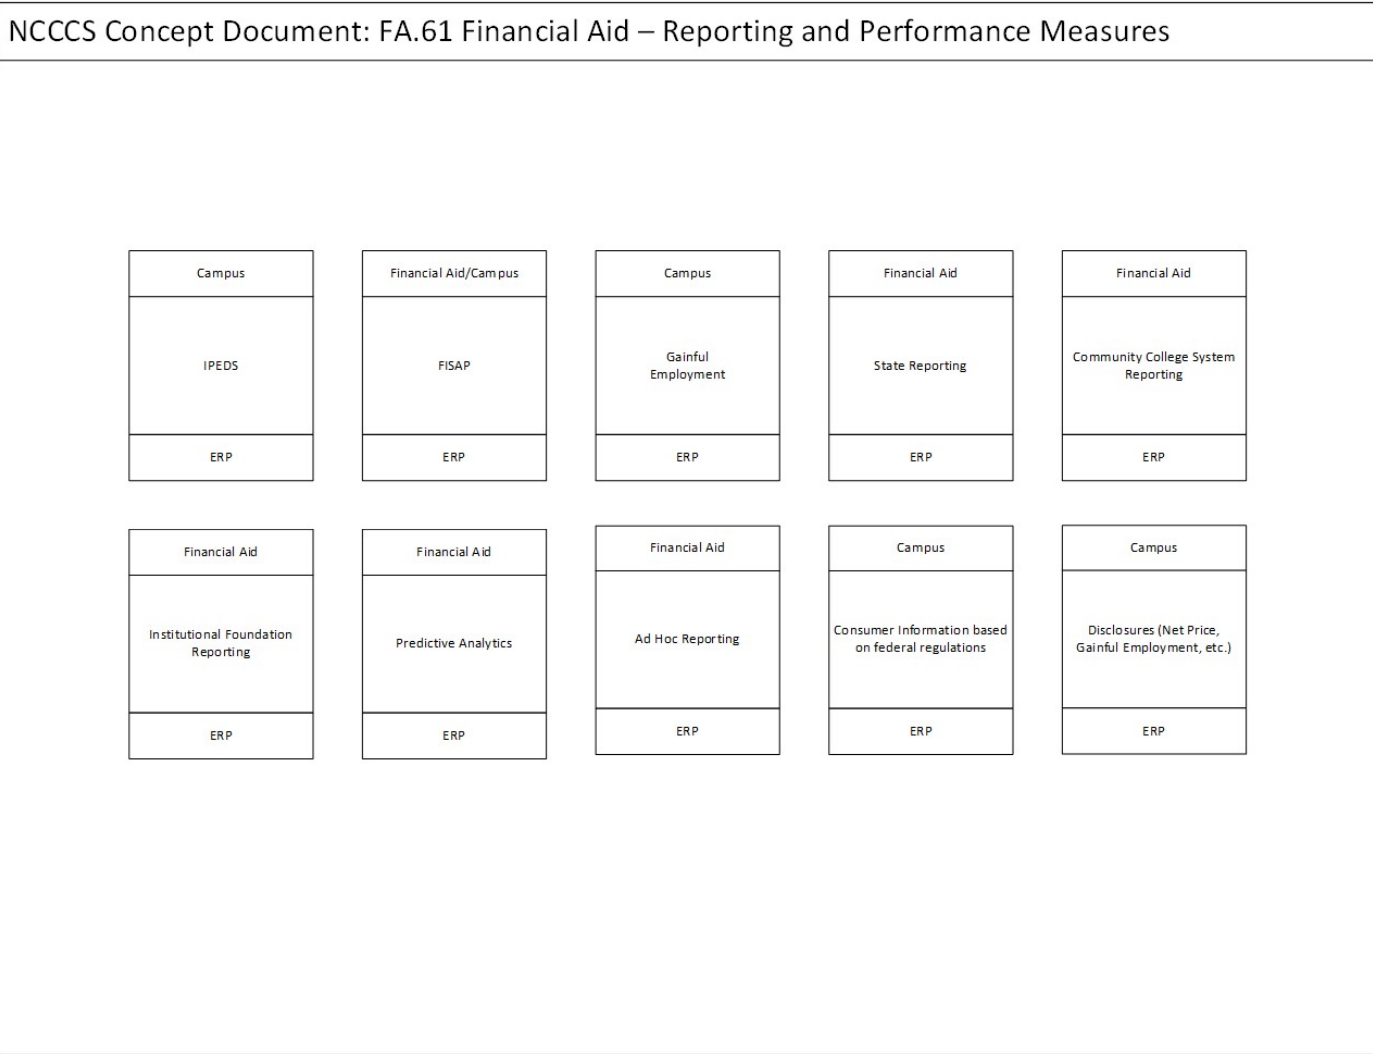 NCCCS Concept Document: FA.61 Financial Aid – Reporting and Performance Measures
Campus
IPEDS
ERP
Financial Aid/Campus
FISAP
ERP
Campus
Gainful
Employment
ERP
Financial Aid
State Reporting
ERP
Financial Aid
Community College System
Reporting
ERP
Financial Aid
Institutional Foundation
Reporting
ERP
Financial Aid
Predictive Analytics
ERP
Financial Aid
Ad Hoc Reporting
ERP
Campus
Consumer Information based
on federal regulations
ERP
Campus
Disclosures (Net Price,
Gainful Employment, etc.)
ERP